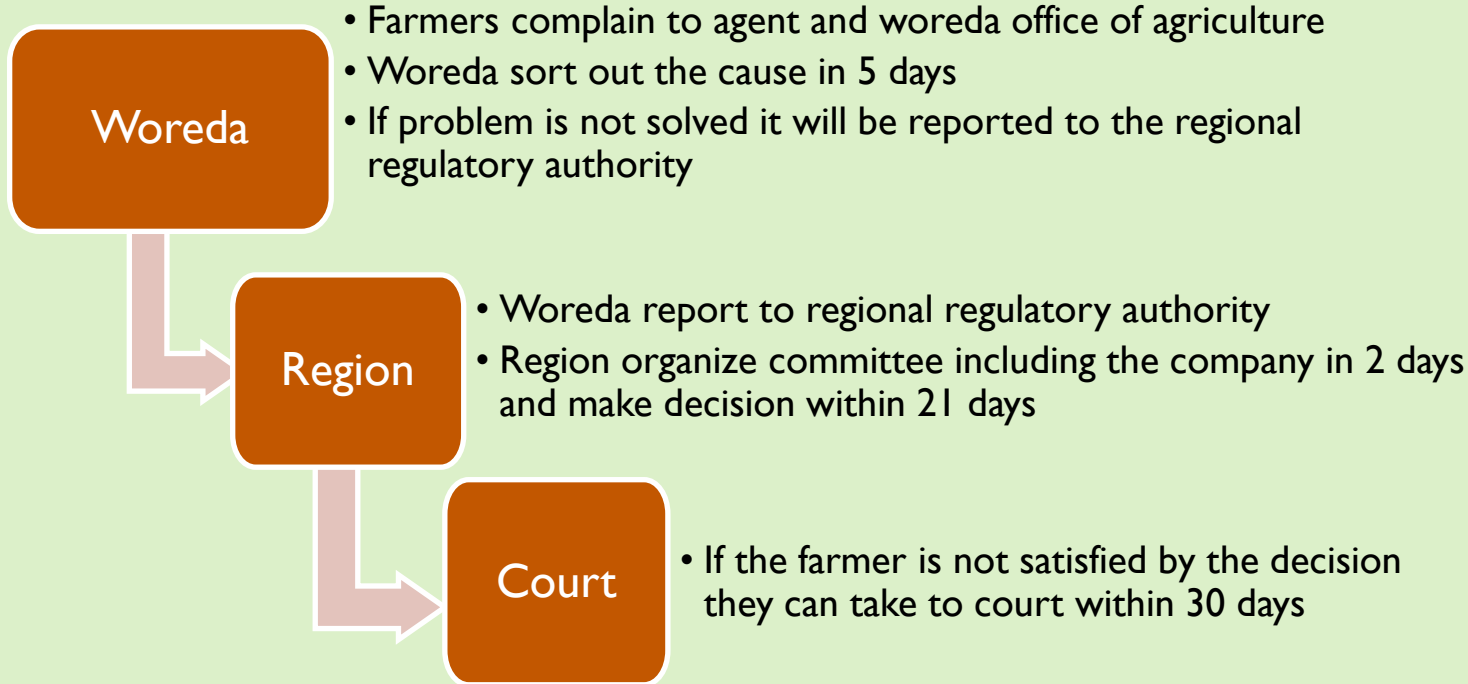 Woreda
• Farmers complain to agent and woreda office of agriculture
• Woreda sort out the cause in 5 days
• If problem is not solved it will be reported to the regional
regulatory authority
Region
• Woreda report to regional regulatory authority
• Region organize committee including the company in 2 days
and make decision within 21 days
Court
• If the farmer is not satisfied by the decision
they can take to court within 30 days